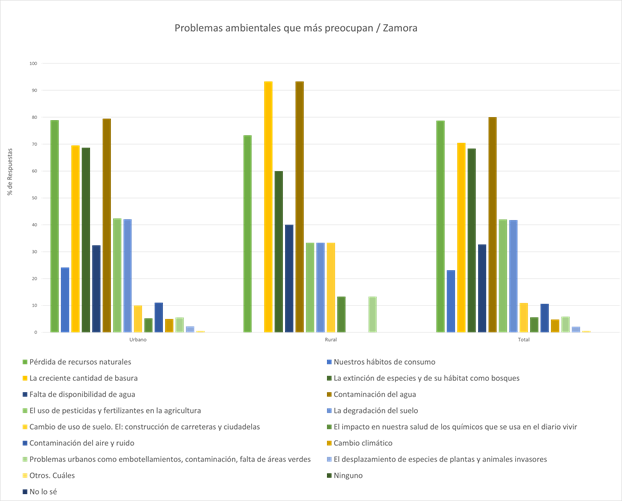 Problemas ambientales que más preocupan / Zamora
100
90
80
70
60
50
40
30
20
10
0
% de Respuestas
Urbano
Rural
Total
Pérdida de recursos naturales
Nuestros hábitos de consumo
La creciente cantidad de basura
La extinción de especies y de su hábitat como bosques
Falta de disponibilidad de agua
Contaminación del agua
El uso de pesticidas y fertilizantes en la agricultura
La degradación del suelo
Cambio de uso de suelo. El: construcción de carreteras y ciudadelas
El impacto en nuestra salud de los químicos que se usa en el diario vivir
Contaminación del aire y ruido
Cambio climático
Problemas urbanos como embotellamientos, contaminación, falta de áreas verdes
El desplazamiento de especies de plantas y animales invasores
Otros. Cuáles
Ninguno
No lo sé